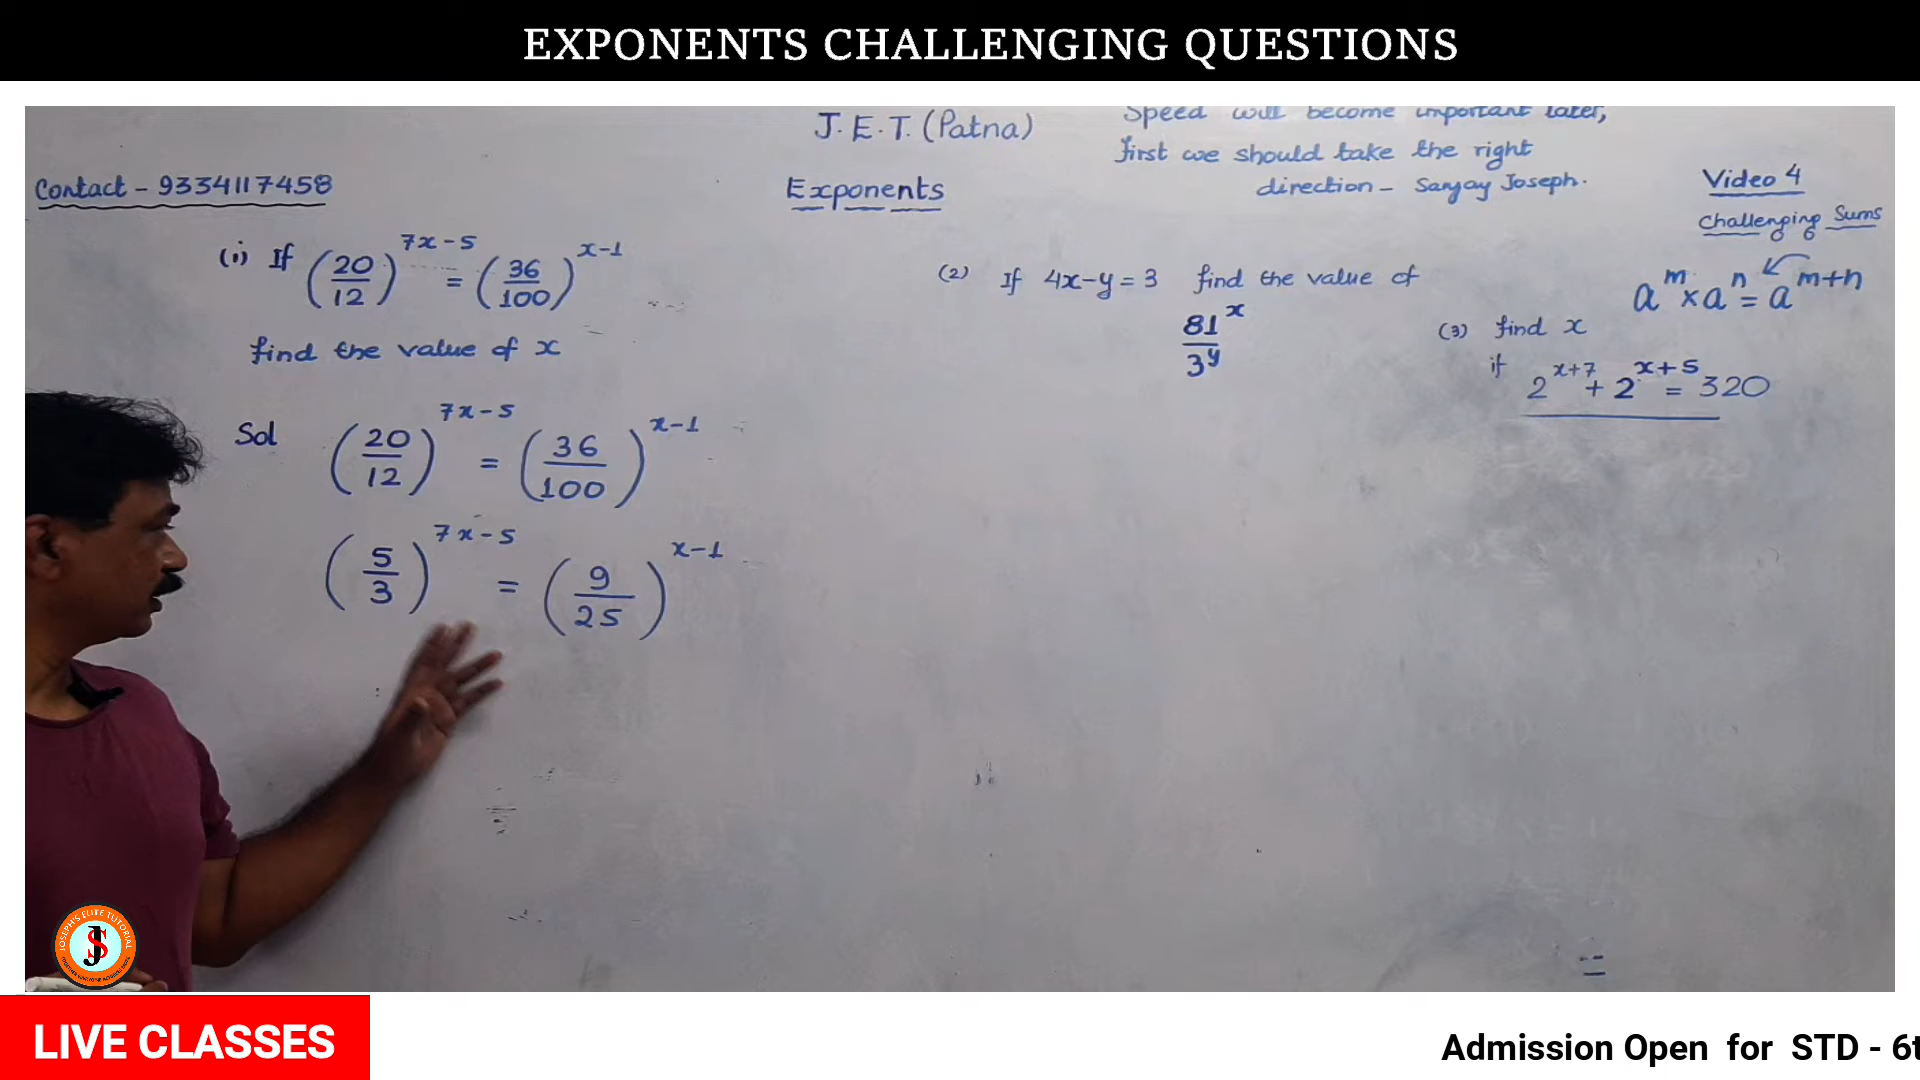 EXPONENTS CHALLENGING QUESTIONS
J.E.T. (Patna)
Speed will become important later,
first we should take the right
direction - Sanjay Joseph.
Contact - 9334117458
Exponents
Video 4
Challenging Sums
(1) If (20/12)^(7x-5) = (36/100)^(x-1)
find the value of x
Sol (20/12)^(7x-5) = (36/100)^(x-1)
(5/3)^(7x-5) = (9/25)^(x-1)
(2) If 4x-y=3 find the value of
81^x/3^y
a^m × a^n = a^(m+n)
(3) find x
if 2^(x+7) + 2^(x+5) = 320
JOSEPH'S ELITE TUTORIAL
JS
LIVE CLASSES
Admission Open for STD - 6t